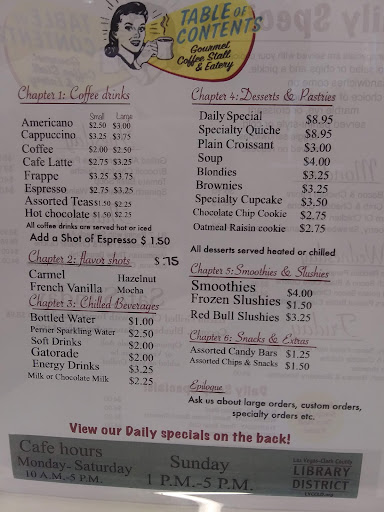 TABLE OF
CONTENTS
Gourmet
Coffee Stall
& Eatery
Chapter 1: Coffee drinks
Small Large
Americano $2.50 $3.00
Cappuccino $3.25 $3.75
Coffee $2.00 $2.50
Cafe Latte $2.75 $3.25
Frappe $3.25 $3.75
Espresso $2.75 $3.25
Assorted Teas $1.50 $2.25
Hot chocolate $1.50 $2.25
All coffee drinks are served hot or iced
Add a Shot of Espresso $ 1.50
Chapter 2: flavor shots $ .75
Carmel Hazelnut
French Vanilla Mocha
Chapter 3: Chilled Beverages
Bottled Water $1.00
Perrier Sparkling Water $2.50
Soft Drinks $2.00
Gatorade $2.00
Energy Drinks $3.25
Milk or Chocolate Milk $2.25
Chapter 4: Desserts & Pastries
Daily Special $8.95
Specialty Quiche $8.95
Plain Croissant $3.00
Soup $4.00
Blondies $3.25
Brownies $3.25
Specialty Cupcake $3.50
Chocolate Chip Cookie $2.75
Oatmeal Raisin cookie $2.75
All desserts served heated or chilled
Chapter 5: Smoothies & Slushies
Smoothies $4.00
Frozen Slushies $1.50
Red Bull Slushies $3.25
Chapter 6: Snacks & Extras
Assorted Candy Bars $1.25
Assorted Chips & Snacks $1.50
Epilogue
Ask us about large orders, custom orders,
specialty orders etc.
View our Daily specials on the back!
Cafe hours
Monday- Saturday
10 A.M.-5 P.M.
Sunday
1 P.M.-5 P.M.
Las Vegas-Clark County
LIBRARY
DISTRICT